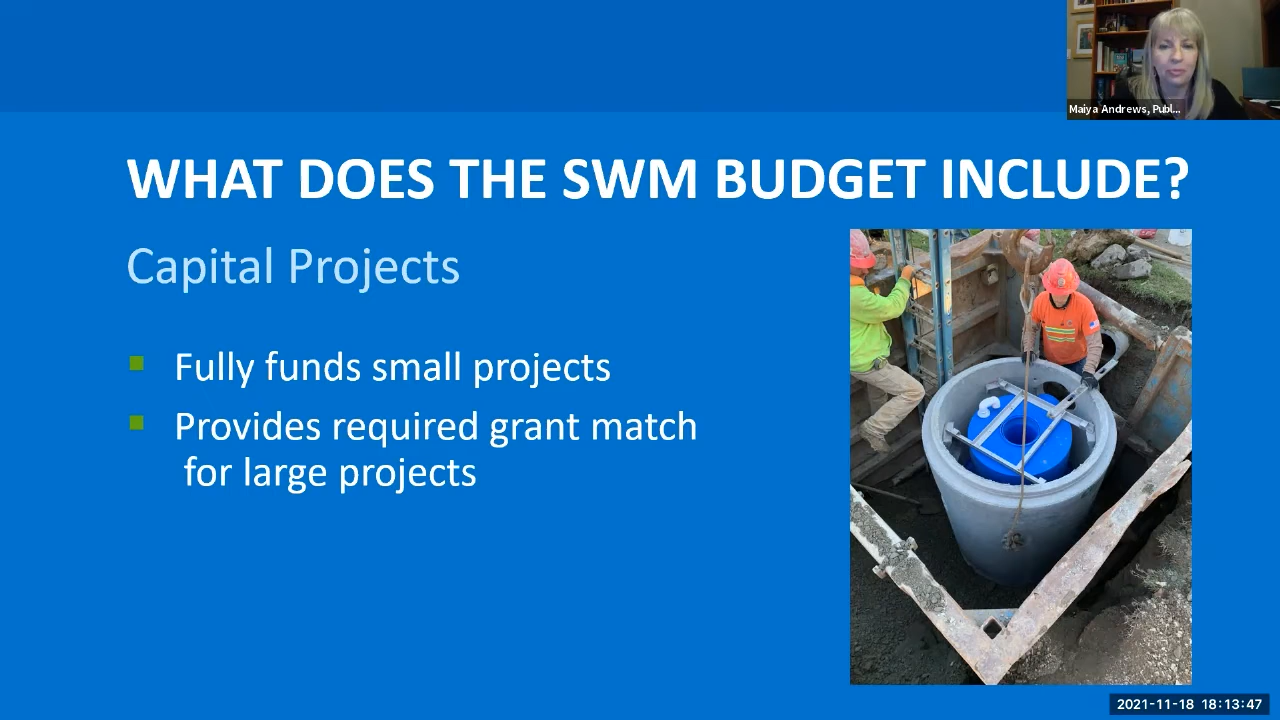 Maiya Andrews, Publ...
WHAT DOES THE SWM BUDGET INCLUDE?
Capital Projects
Fully funds small projects
Provides required grant match
for large projects
2021-11-18 18:13:47